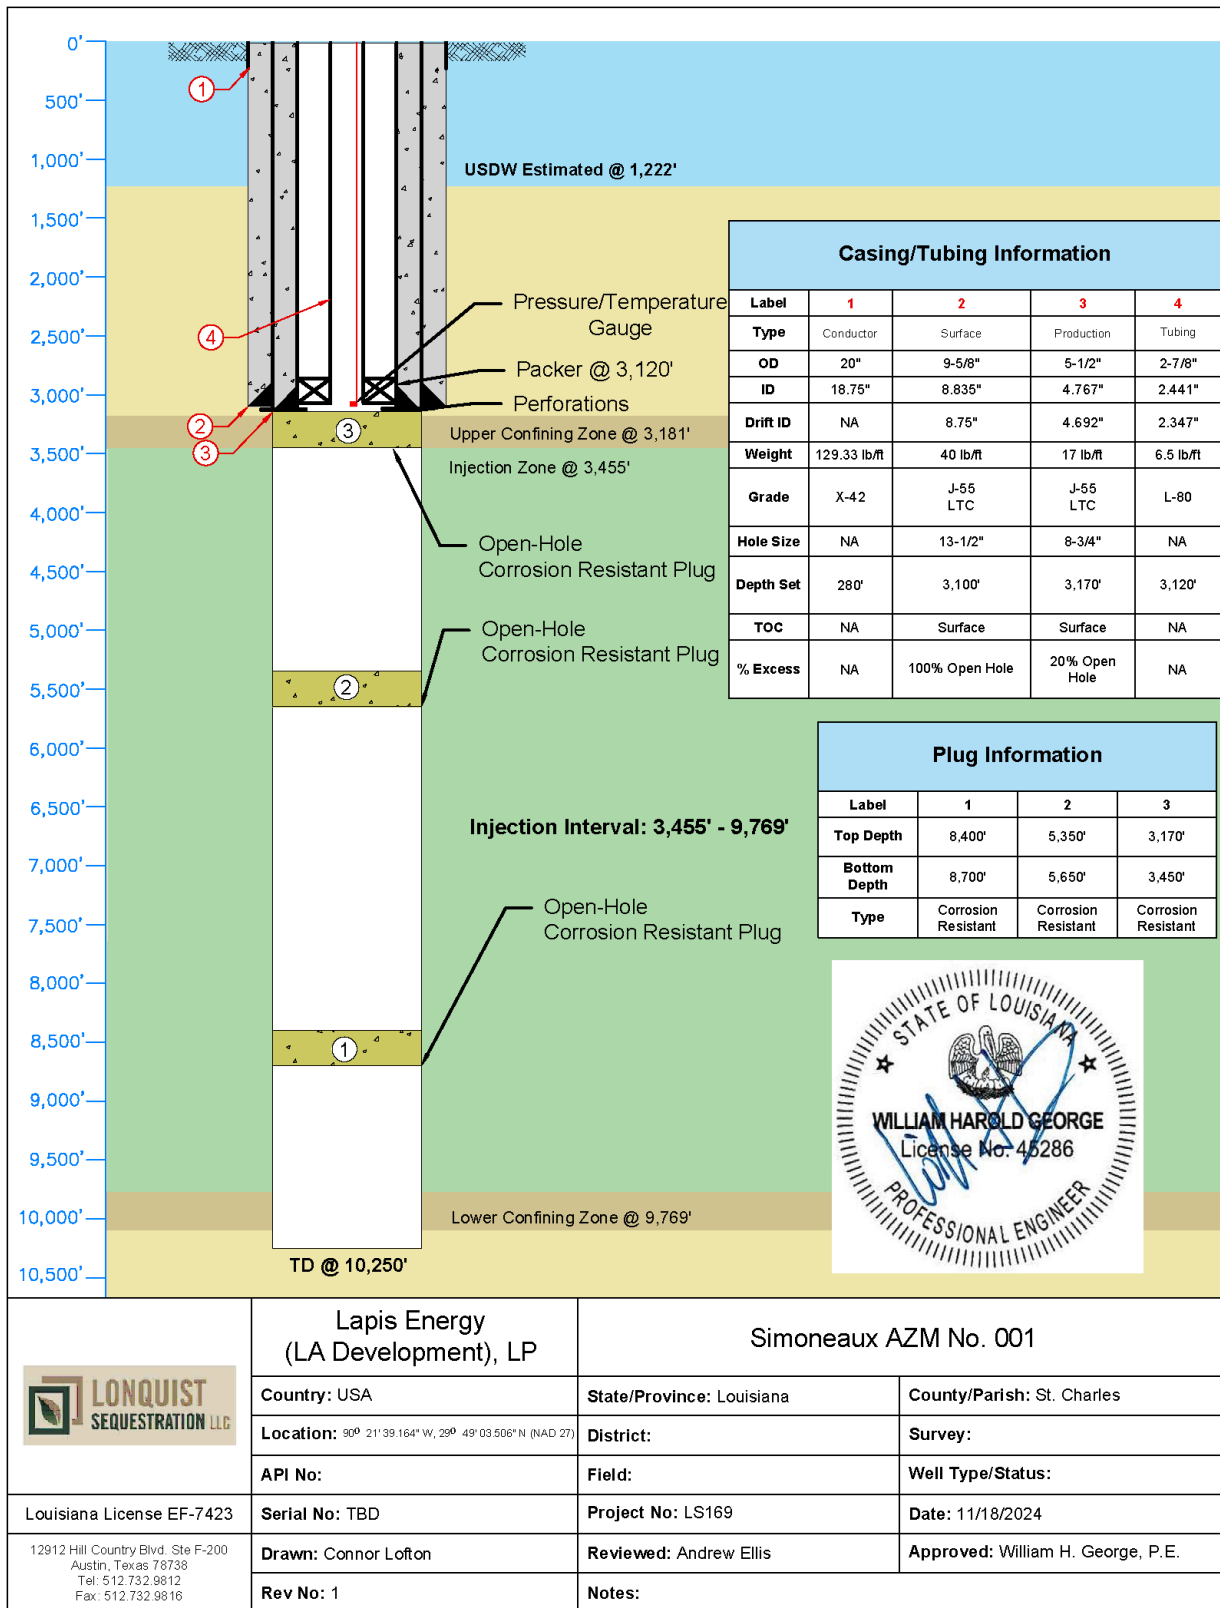 0'
500'
1,000'
1,500'
2,000'
2,500'
3,000'
3,500'
4,000'
4,500'
5,000'
5,500'
6,000'
6,500'
7,000'
7,500'
8,000'
8,500'
9,000'
9,500'
10,000'
10,500'
1
4
2
3
USDW Estimated @ 1,222'
Pressure/Temperature
Gauge
Packer @ 3,120'
Perforations
3
Upper Confining Zone @ 3,181'
Injection Zone @ 3,455'
Open-Hole
Corrosion Resistant Plug
Open-Hole
Corrosion Resistant Plug
2
Injection Interval: 3,455' - 9,769'
Open-Hole
Corrosion Resistant Plug
1
Lower Confining Zone @ 9,769'
TD @ 10,250'
Casing/Tubing Information
Label 1 2 3 4
Type Conductor Surface Production Tubing
OD 20" 9-5/8" 5-1/2" 2-7/8"
ID 18.75" 8.835" 4.767" 2.441"
Drift ID NA 8.75" 4.692" 2.347"
Weight 129.33 lb/ft 40 lb/ft 17 lb/ft 6.5 lb/ft
Grade X-42 J-55 LTC J-55 LTC L-80
Hole Size NA 13-1/2" 8-3/4" NA
Depth Set 280' 3,100' 3,170' 3,120'
TOC NA Surface Surface NA
% Excess NA 100% Open Hole 20% Open Hole NA
Plug Information
Label 1 2 3
Top Depth 8,400' 5,350' 3,170'
Bottom Depth 8,700' 5,650' 3,450'
Type Corrosion Resistant Corrosion Resistant Corrosion Resistant
STATE OF LOUISIANA
WILLIAM HAROLD GEORGE
License No. 45286
PROFESSIONAL ENGINEER
LONQUIST
SEQUESTRATION LLC
Louisiana License EF-7423
12912 Hill Country Blvd. Ste F-200
Austin, Texas 78738
Tel: 512.732.9812
Fax: 512.732.9816
Lapis Energy
(LA Development), LP
Simoneaux AZM No. 001
Country: USA
State/Province: Louisiana
County/Parish: St. Charles
Location: 90⁰ 21' 39.164" W, 29⁰ 49' 03.506" N (NAD 27)
District:
Survey:
API No:
Field:
Well Type/Status:
Serial No: TBD
Project No: LS169
Date: 11/18/2024
Drawn: Connor Lofton
Reviewed: Andrew Ellis
Approved: William H. George, P.E.
Rev No: 1
Notes: